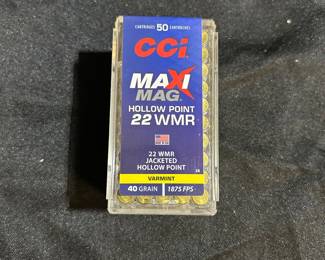 CARTRIDGES 50 CARTOUCHES
CCI
MAXI
MAG
HOLLOW POINT
22 WMR
22 WMR
JACKETED
HOLLOW POINT
VARMINT
40 GRAIN 1875 FPS